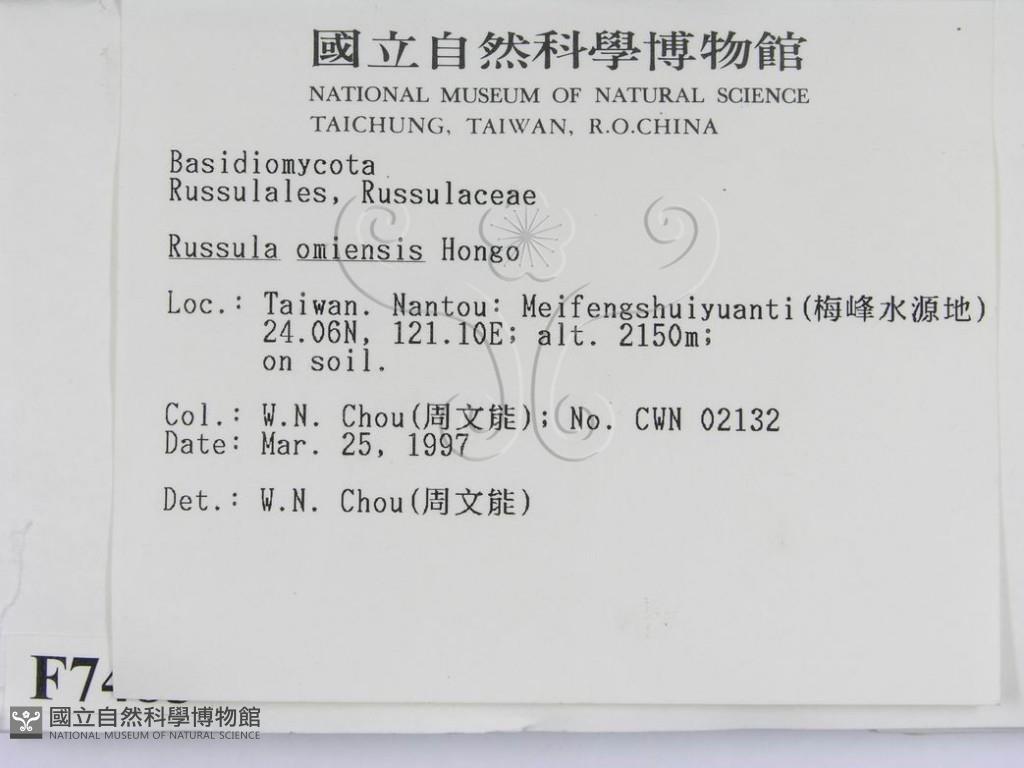 國立自然科學博物館
NATIONAL MUSEUM OF NATURAL SCIENCE
TAICHUNG, TAIWAN, R.O.CHINA
Basidiomycota
Russulales, Russulaceae
Russula omiensis Hongo
Loc.: Taiwan. Nantou: Meifengshuiyuanti(梅峰水源地)
24.06N, 121.10E; alt. 2150m;
on soil.
Col.: W.N. Chou(周文能); No. CWN 02132
Date: Mar. 25, 1997
Det.: W.N. Chou(周文能)
國立自然科學博物館
NATIONAL MUSEUM OF NATURAL SCIENCE